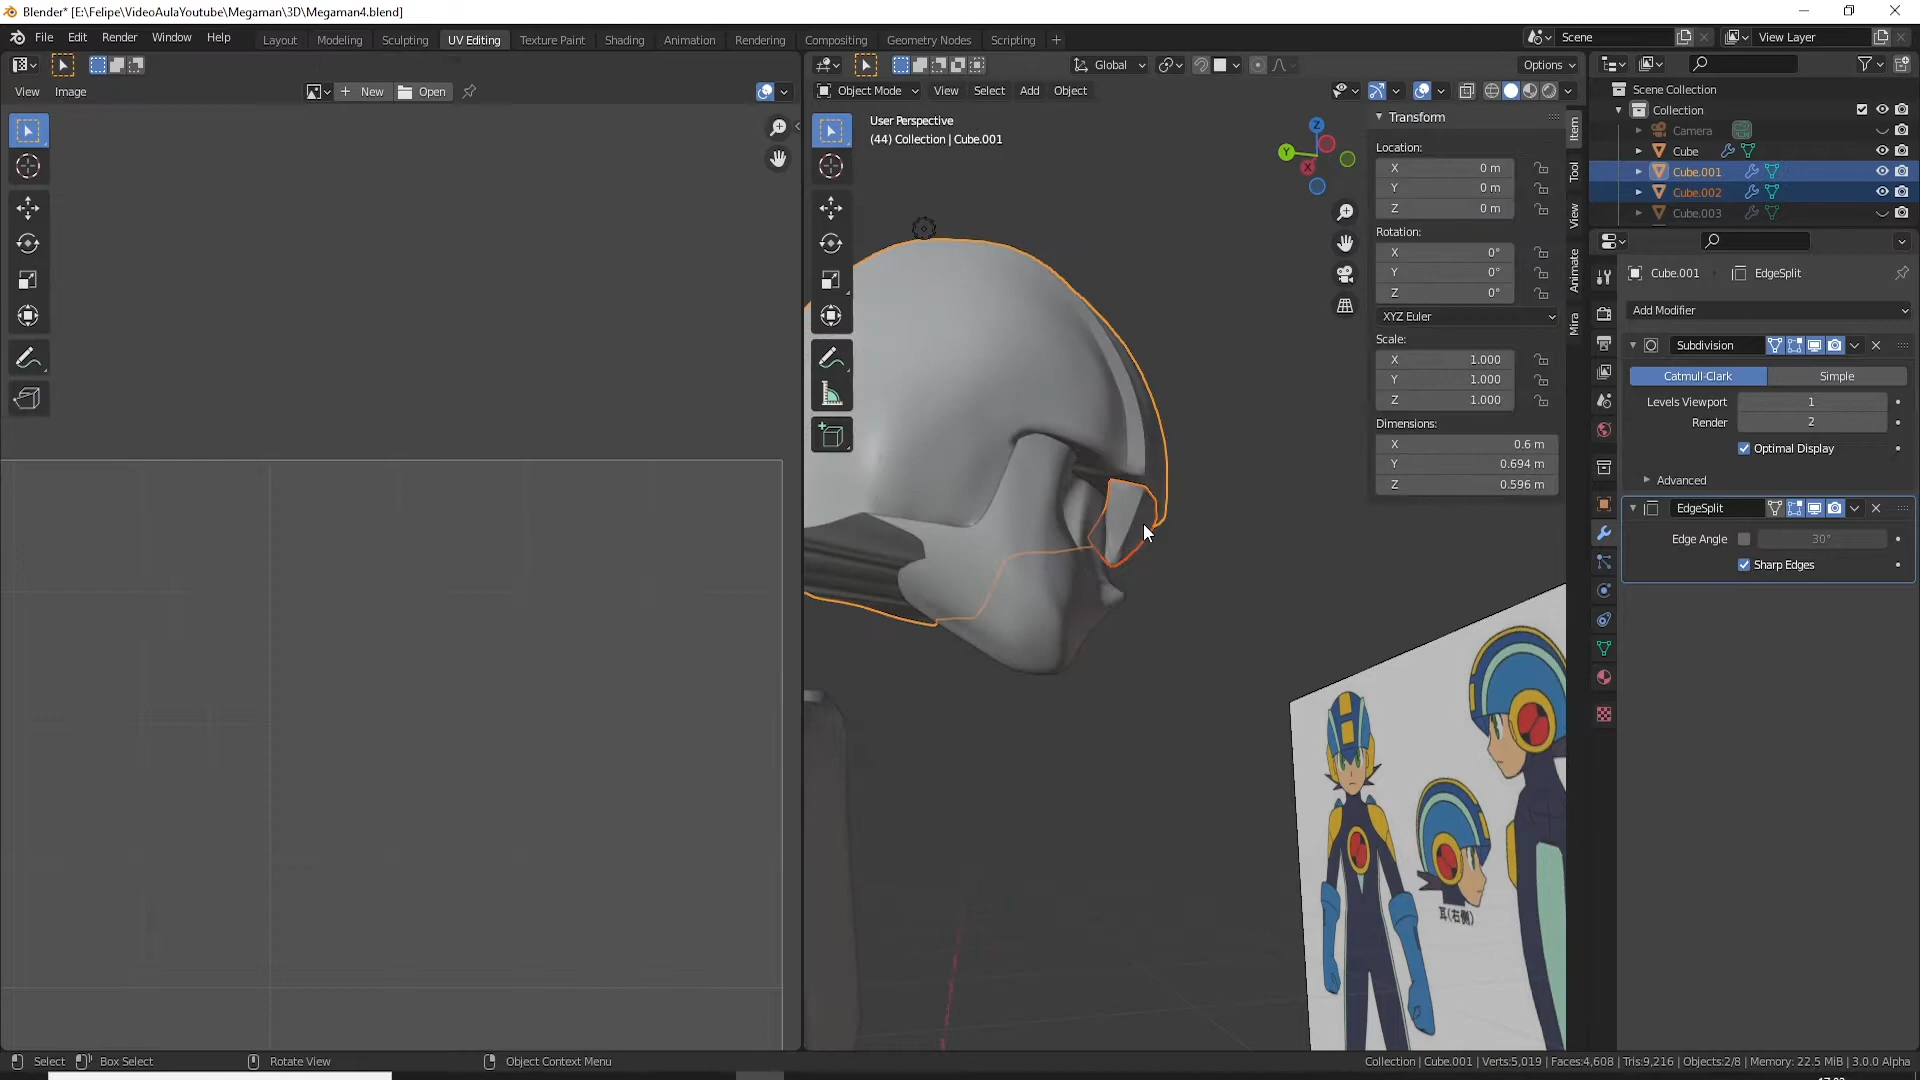 Blender* [E:\Felipe\VideoAulaYoutube\Megaman\3D\Megaman4.blend]
File Edit Render Window Help
Layout Modeling Sculpting UV Editing Texture Paint Shading Animation Rendering Compositing Geometry Nodes Scripting +
Scene
View Layer
View Image
New
Open
Global
Options
Object Mode View Select Add Object
User Perspective
(44) Collection | Cube.001
Z
Y
X
Transform
Location:
X 0 m
Y 0 m
Z 0 m
Rotation:
X 0°
Y 0°
Z 0°
XYZ Euler
Scale:
X 1.000
Y 1.000
Z 1.000
Dimensions:
X 0.6 m
Y 0.694 m
Z 0.596 m
Item
Tool
View
Animate
Mira
Scene Collection
Collection
Camera
Cube
Cube.001
Cube.002
Cube.003
Cube.001 EdgeSplit
Add Modifier
Subdivision
Catmull-Clark Simple
Levels Viewport 1
Render 2
Optimal Display
Advanced
EdgeSplit
Edge Angle 30°
Sharp Edges
耳(右側)
Select Box Select Rotate View Object Context Menu
Collection | Cube.001 | Verts:5,019 | Faces:4,608 | Tris:9,216 | Objects:2/8 | Memory: 22.5 MiB | 3.0.0 Alpha